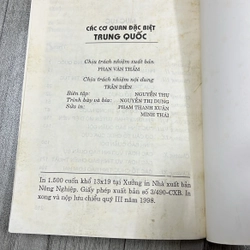 CÁC CƠ QUAN ĐẶC BIỆT
TRUNG QUỐC
Chịu trách nhiệm xuất bản
PHAN VĂN THẮM
Chịu trách nhiệm nội dung
TRẦN DIÊN
Biên tập: NGUYỄN THỤ
Trình bày và bìa: NGUYỄN THỊ DUNG
Sửa in: PHẠM THANH XUÂN
MINH THÁI
In 1.500 cuốn khổ 13x19 tại Xưởng in Nhà xuất bản
Nông Nghiệp. Giấy phép xuất bản số 3/490–CXB. In
xong và nộp lưu chiểu quý III năm 1998.